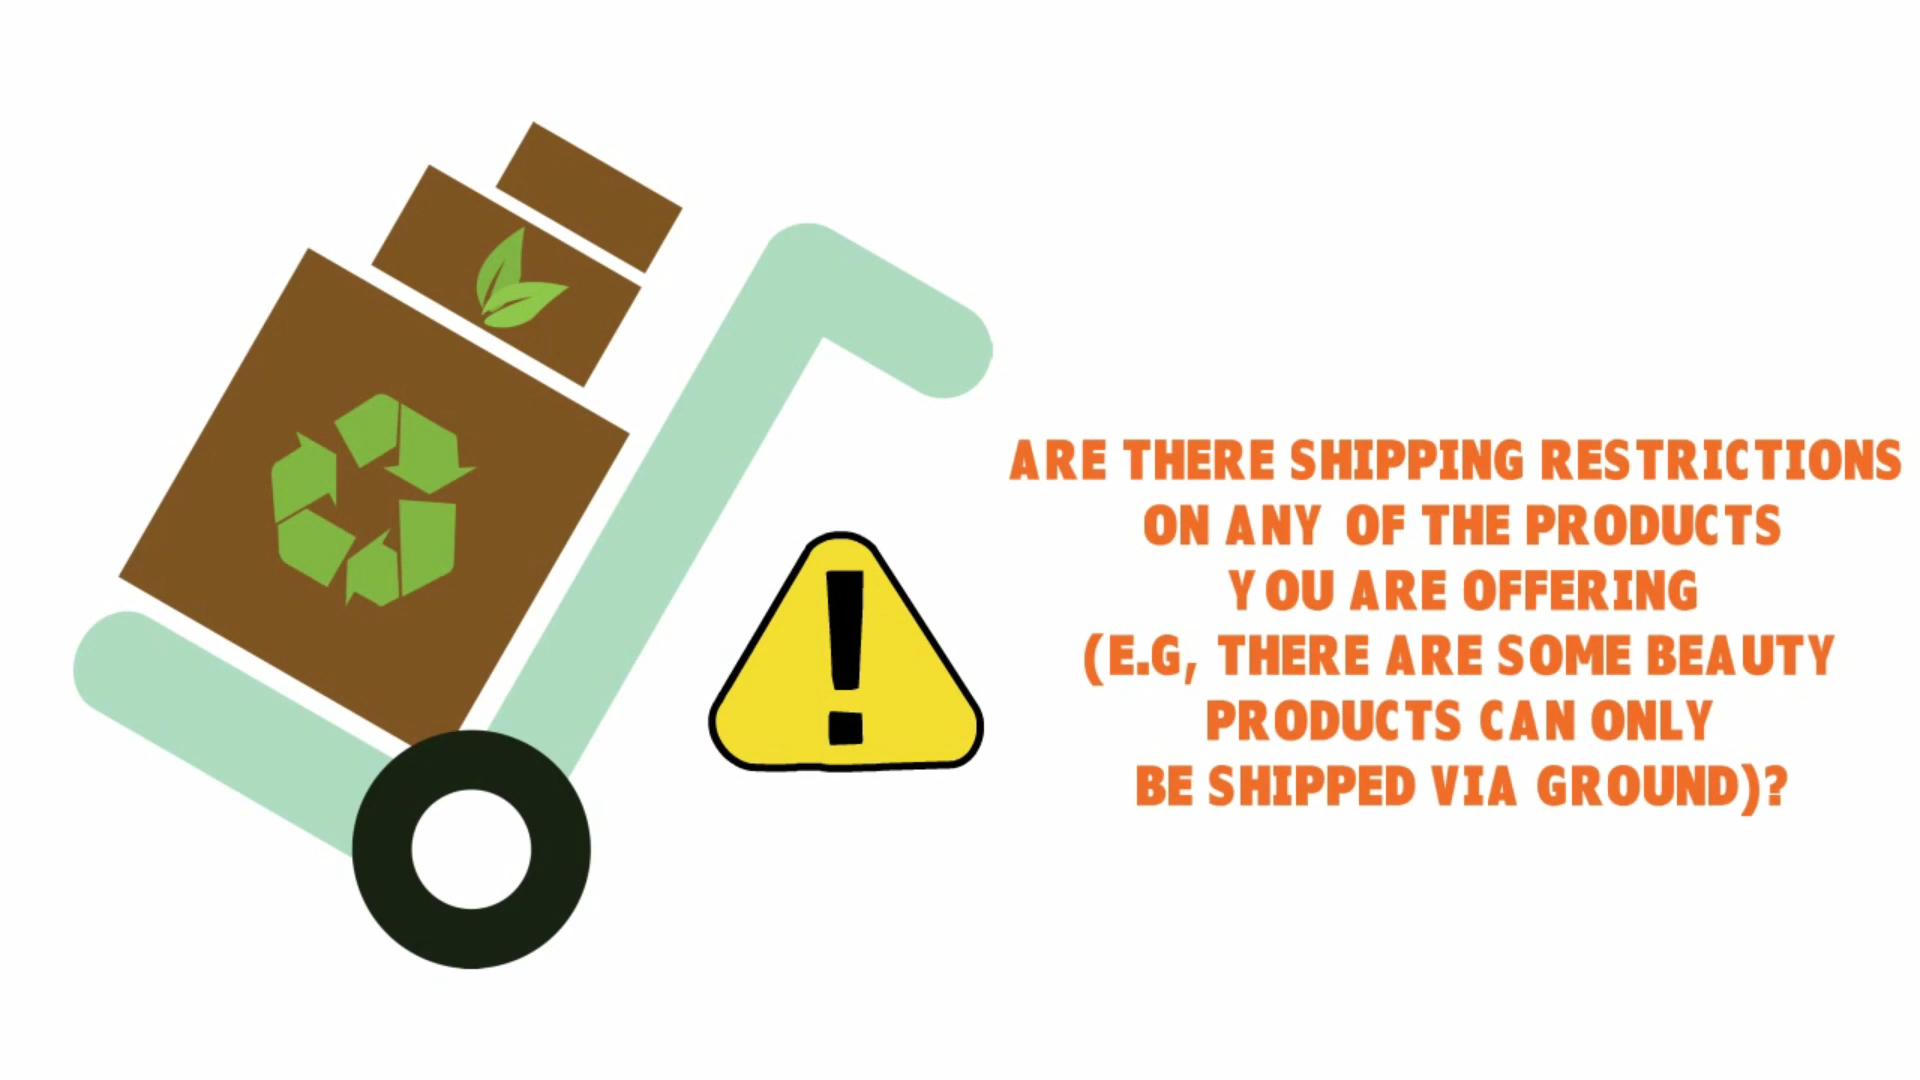 ARE THERE SHIPPING RESTRICTIONS
ON ANY OF THE PRODUCTS
YOU ARE OFFERING
(E.G, THERE ARE SOME BEAUTY
PRODUCTS CAN ONLY
BE SHIPPED VIA GROUND)?